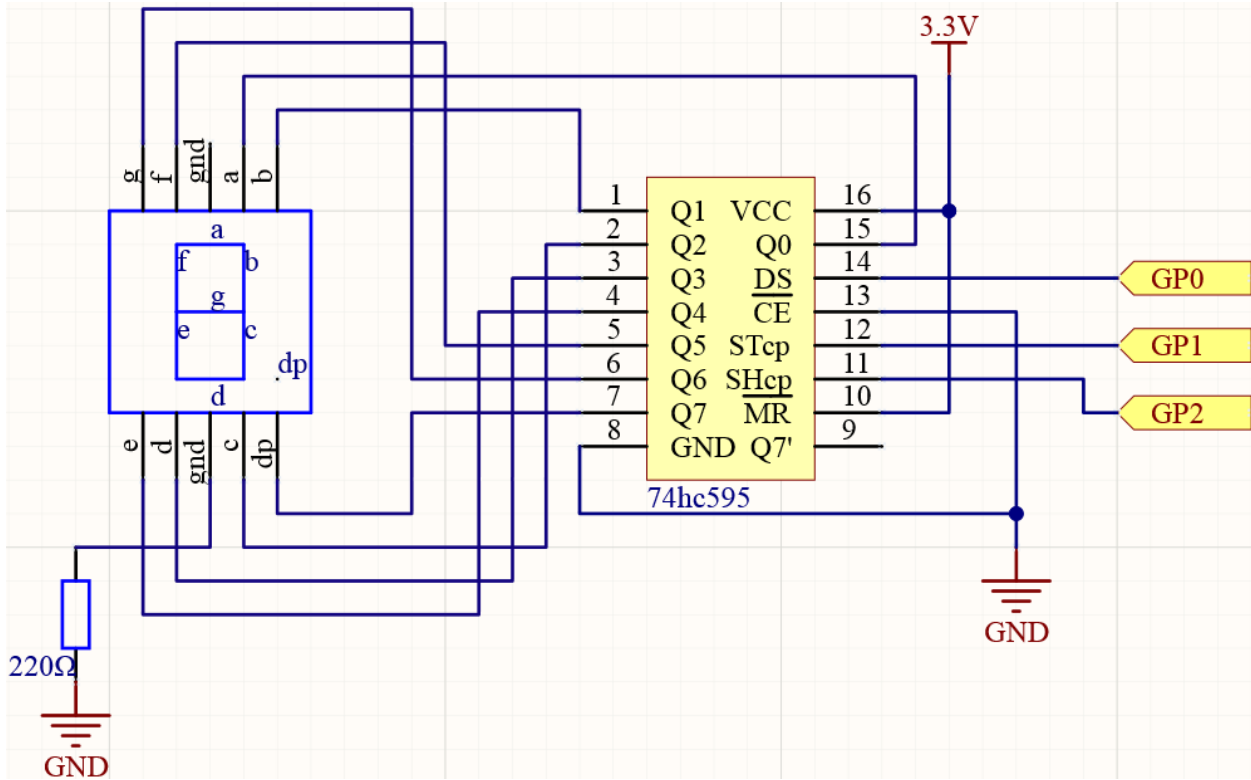 3.3V
g f gnd a b
a
f b
g
e c
dp
d
e d gnd c dp
1 Q1 VCC 16
2 Q2 Q0 15
3 Q3 DS 14
4 Q4 CE 13
5 Q5 STcp 12
6 Q6 SHcp 11
7 Q7 MR 10
8 GND Q7' 9
74hc595
GP0
GP1
GP2
220Ω
GND
GND